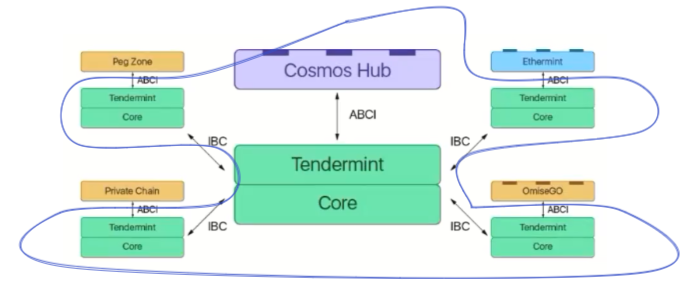 Peg Zone
ABCI
Tendermint
Core
Cosmos Hub
ABCI
Ethermint
ABCI
Tendermint
Core
IBC
IBC
Tendermint
Core
Private Chain
ABCI
Tendermint
Core
IBC
IBC
OmiseGO
ABCI
Tendermint
Core